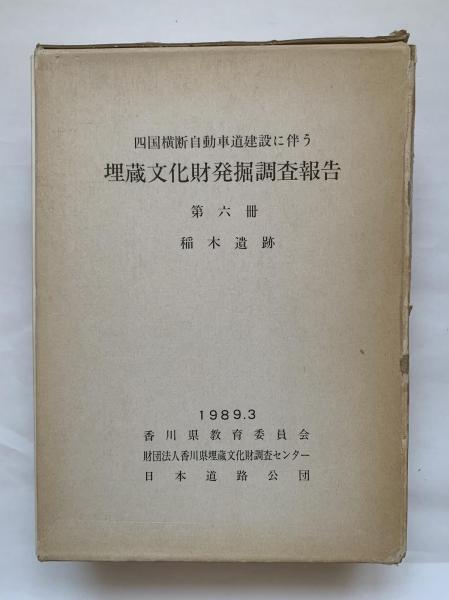 四国横断自動車道建設に伴う
埋蔵文化財発掘調査報告
第六冊
稲木遺跡
1989.3
香川県教育委員会
財団法人香川県埋蔵文化財調査センター
日本道路公団